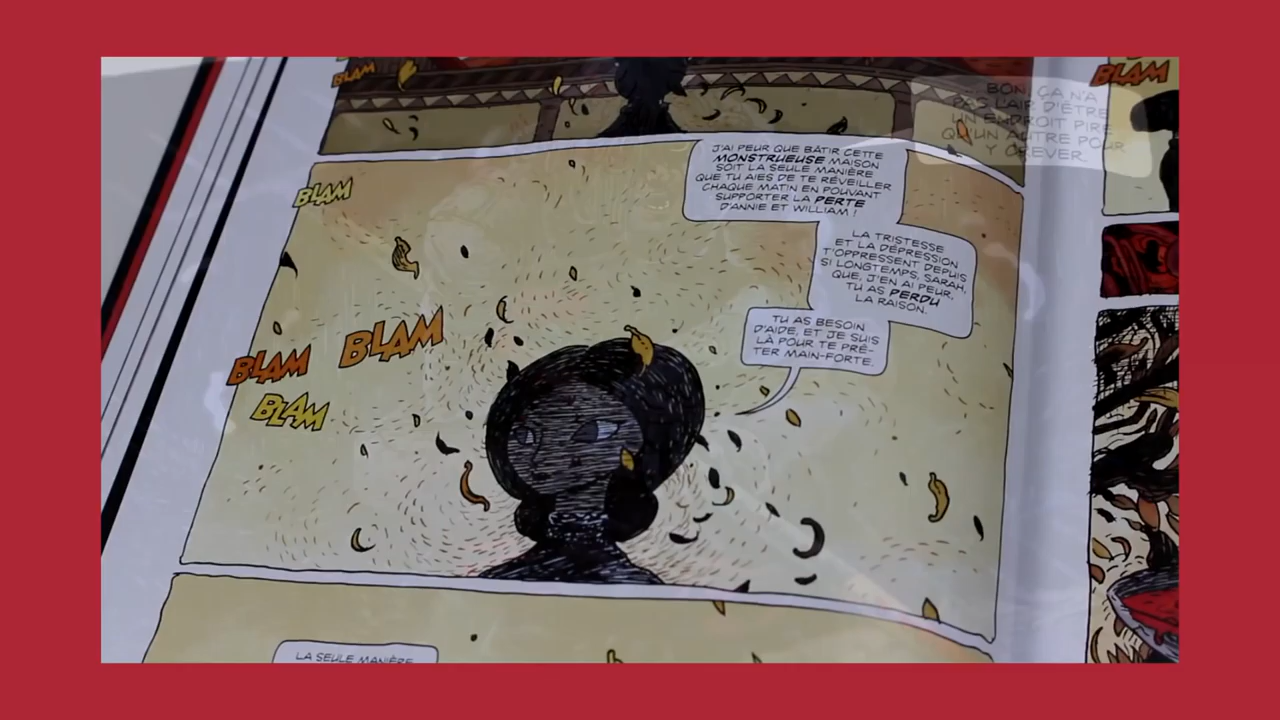 BLAM
BLAM
BON, ÇA N'A
PAS L'AIR D'ÊTRE
UN ENDROIT PIRE
QU'UN AUTRE POUR
Y CREVER.
J'AI PEUR QUE BÂTIR CETTE
MONSTRUEUSE MAISON
SOIT LA SEULE MANIÈRE
QUE TU AIES DE TE RÉVEILLER
CHAQUE MATIN EN POUVANT
SUPPORTER LA PERTE
D'ANNIE ET WILLIAM !
BLAM
LA TRISTESSE
ET LA DÉPRESSION
T'OPPRESSENT DEPUIS
SI LONGTEMPS, SARAH,
QUE, J'EN AI PEUR,
TU AS PERDU
LA RAISON.
TU AS BESOIN
D'AIDE, ET JE SUIS
LÀ POUR TE PRÊ-
TER MAIN-FORTE.
BLAM
BLAM
BLAM
LA SEULE MANIÈRE